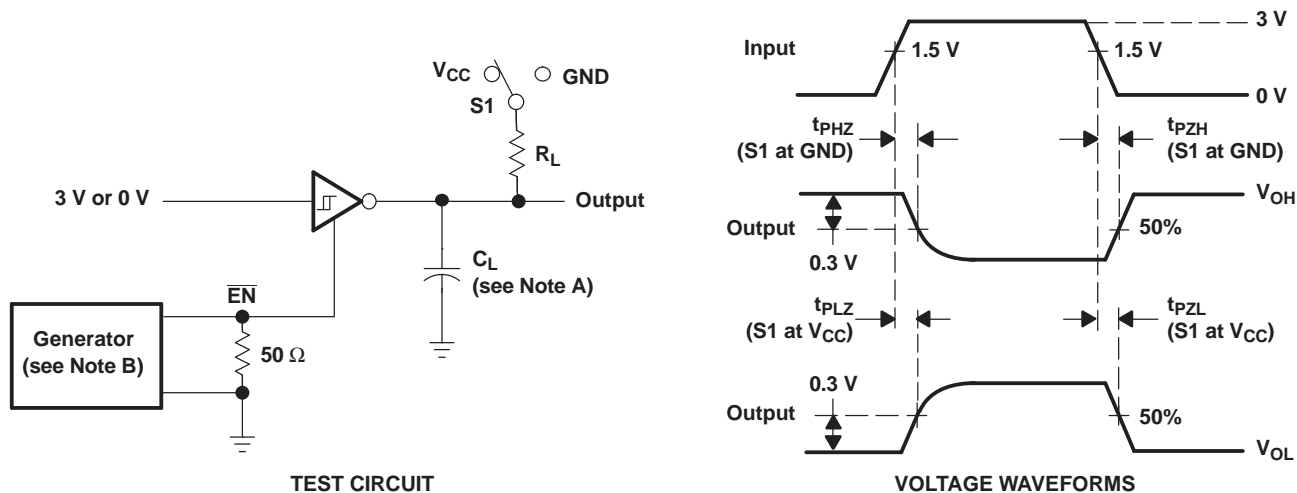 VCC
GND
S1
RL
3 V or 0 V
Output
CL
(see Note A)
EN
Generator
(see Note B)
50 Ω
TEST CIRCUIT
3 V
Input
1.5 V
1.5 V
0 V
tPHZ
(S1 at GND)
tPZH
(S1 at GND)
VOH
Output
50%
0.3 V
tPLZ
(S1 at VCC)
tPZL
(S1 at VCC)
0.3 V
Output
50%
VOL
VOLTAGE WAVEFORMS